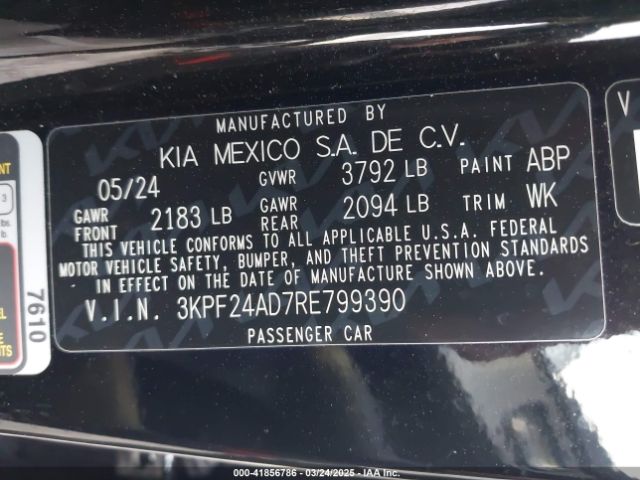 MANUFACTURED BY
KIA MEXICO S.A. DE C.V.
05/24 GVWR 3792 LB PAINT ABP
GAWR FRONT 2183 LB GAWR REAR 2094 LB TRIM WK
THIS VEHICLE CONFORMS TO ALL APPLICABLE U.S.A. FEDERAL
MOTOR VEHICLE SAFETY, BUMPER, AND THEFT PREVENTION STANDARDS
IN EFFECT ON THE DATE OF MANUFACTURE SHOWN ABOVE.
V.I.N. 3KPF24AD7RE799390
PASSENGER CAR
7610
3
V
000-41856786 - 03/24/2025 - IAA Inc.